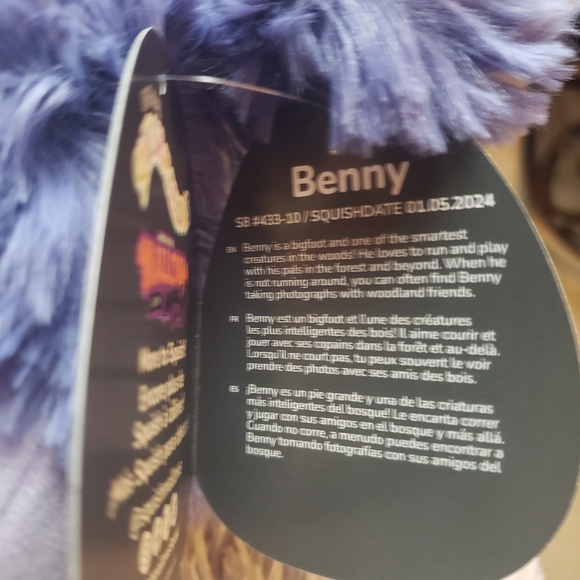 Benny
SB #433-10 / SQUISHDATE 01.05.2024
EN Benny is a bigfoot and one of the smartest
creatures in the woods! He loves to run and play
with his pals in the forest and beyond. When he
is not running around, you can often find Benny
taking photographs with woodland friends.
FR Benny est un bigfoot et l'une des créatures
les plus intelligentes des bois! Il aime courir et
jouer avec ses copains dans la forêt et au-delà.
Lorsqu'il ne court pas, tu peux souvent le voir
prendre des photos avec ses amis des bois.
ES ¡Benny es un pie grande y una de las criaturas
más inteligentes del bosque! Le encanta correr
y jugar con sus amigos en el bosque y más allá.
Cuando no corre, a menudo puedes encontrar a
Benny tomando fotografías con sus amigos del
bosque.